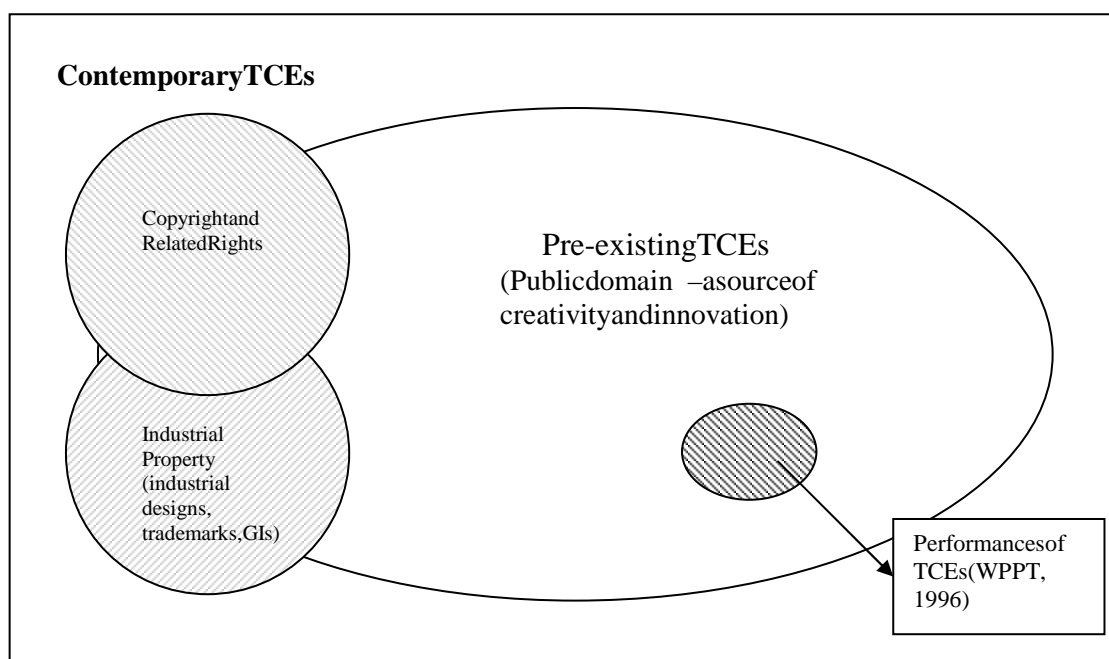 ContemporaryTCEs
Copyrightand
RelatedRights
Pre-existingTCEs
(Publicdomain –asourceof
creativityandinnovation)
Industrial
Property
(industrial
designs,
trademarks,GIs)
Performancesof
TCEs(WPPT,
1996)